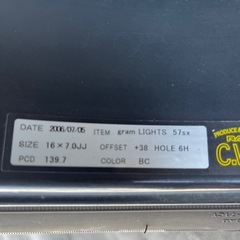 DATE 2006/07/05 ITEM gram LIGHTS 57sx
SIZE 16×7.0JJ OFFSET +38 HOLE 6H
PCD 139.7 COLOR BC
PRODUCE